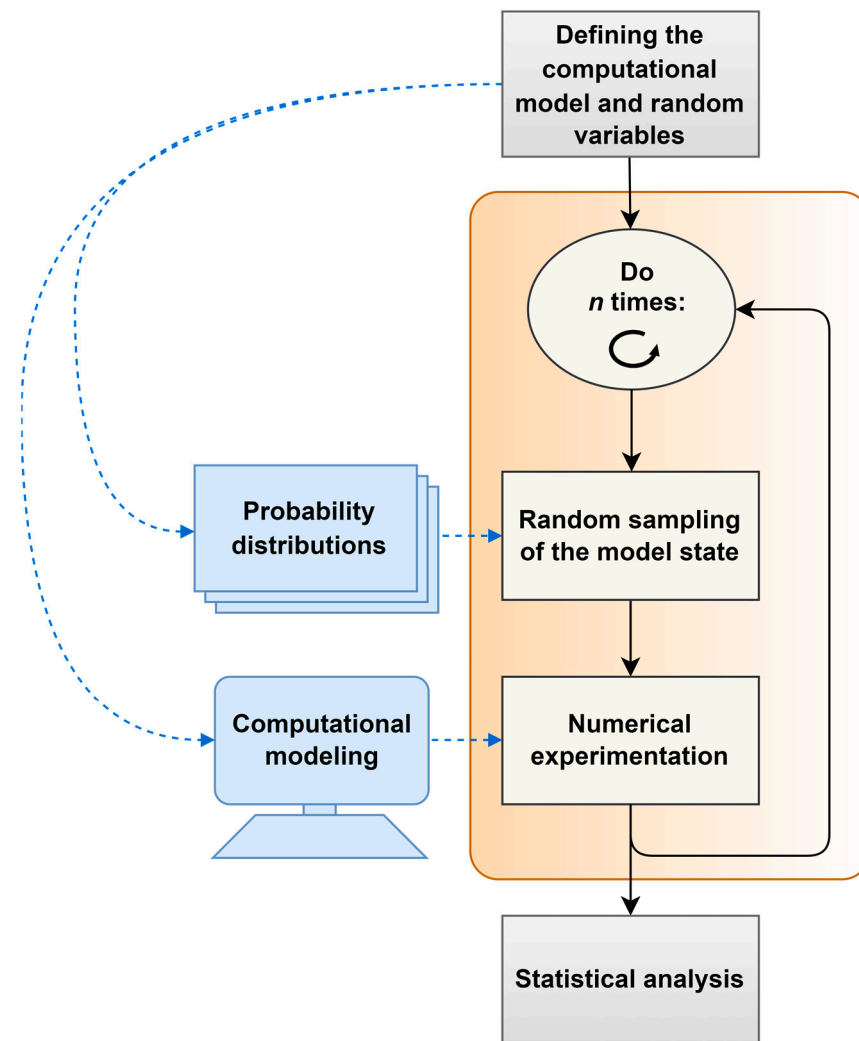 Defining the
computational
model and random
variables
Do
n times:
Probability
distributions
Random sampling
of the model state
Computational
modeling
Numerical
experimentation
Statistical analysis